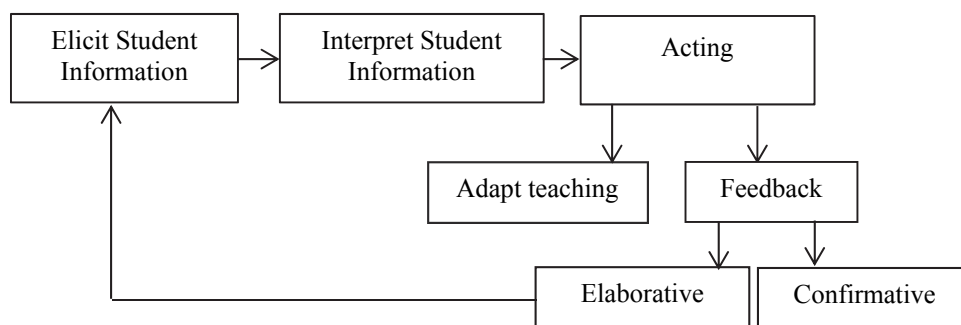 Elicit Student
Information
Interpret Student
Information
Acting
Adapt teaching
Feedback
Elaborative
Confirmative